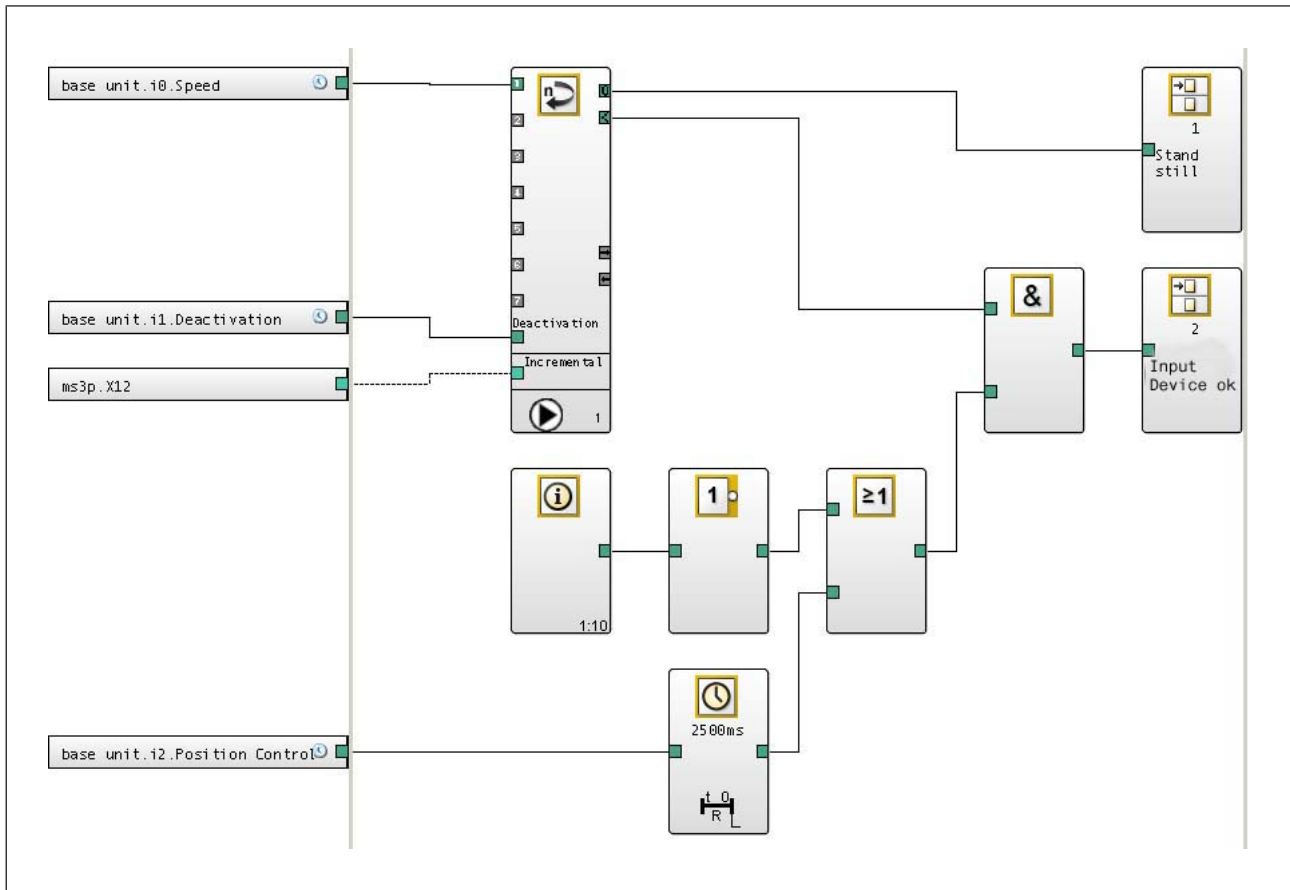 base unit.i0.Speed
n
1
0
<
2
3
4
5
6
7
1
Stand
still
base unit.i1.Deactivation
Deactivation
ms3p.X12
Incremental
1
&
2
Input
Device ok
i
1:10
1
≥1
base unit.i2.Position Control
2500ms
t 0
R